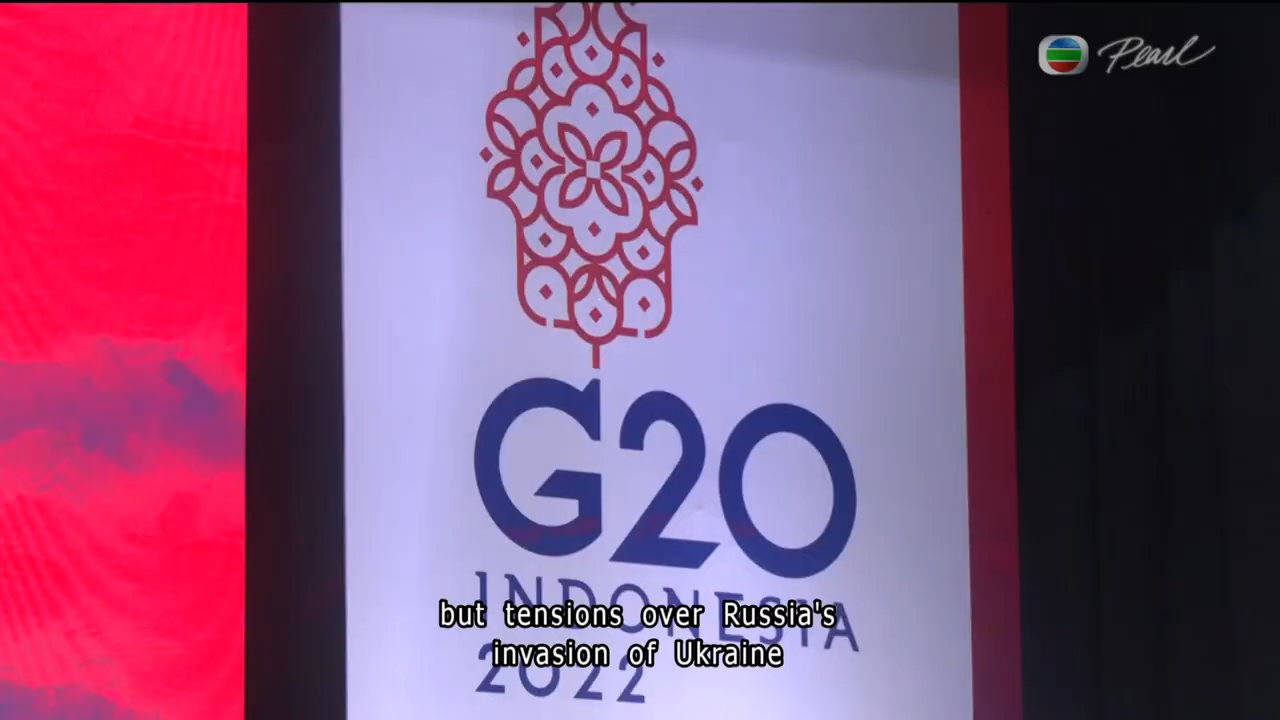 Pearl
G20
INDONESIA
2022
but tensions over Russia's
invasion of Ukraine